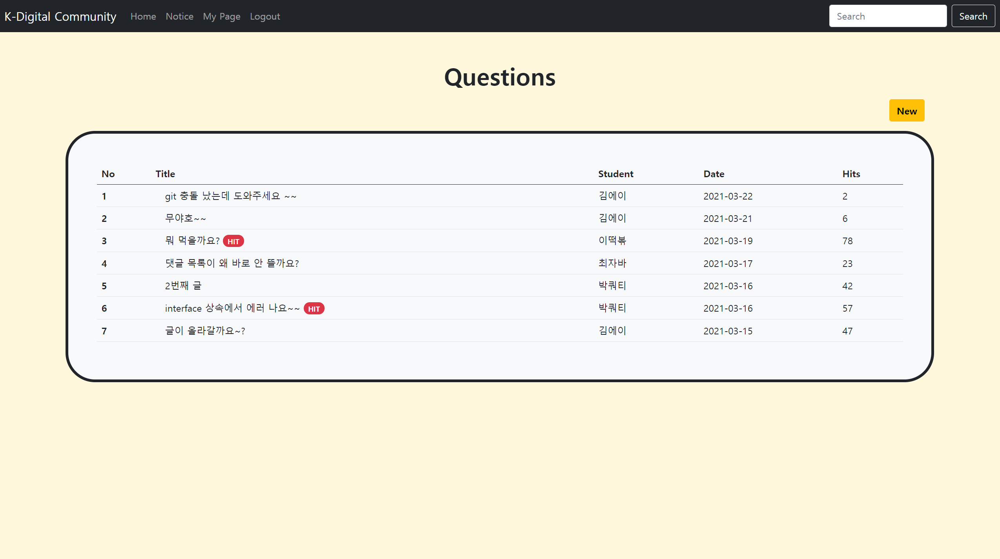 K-Digital Community Home Notice My Page Logout Search Search
Questions
New
No Title Student Date Hits
1 git 충돌 났는데 도와주세요 ~~ 김에이 2021-03-22 2
2 무야호~~ 김에이 2021-03-21 6
3 뭐 먹을까요? HIT 이떡볶 2021-03-19 78
4 댓글 목록이 왜 바로 안 뜰까요? 최자바 2021-03-17 23
5 2번째 글 박쿼티 2021-03-16 42
6 interface 상속에서 에러 나요~~ HIT 박쿼티 2021-03-16 57
7 글이 올라갈까요~? 김에이 2021-03-15 47